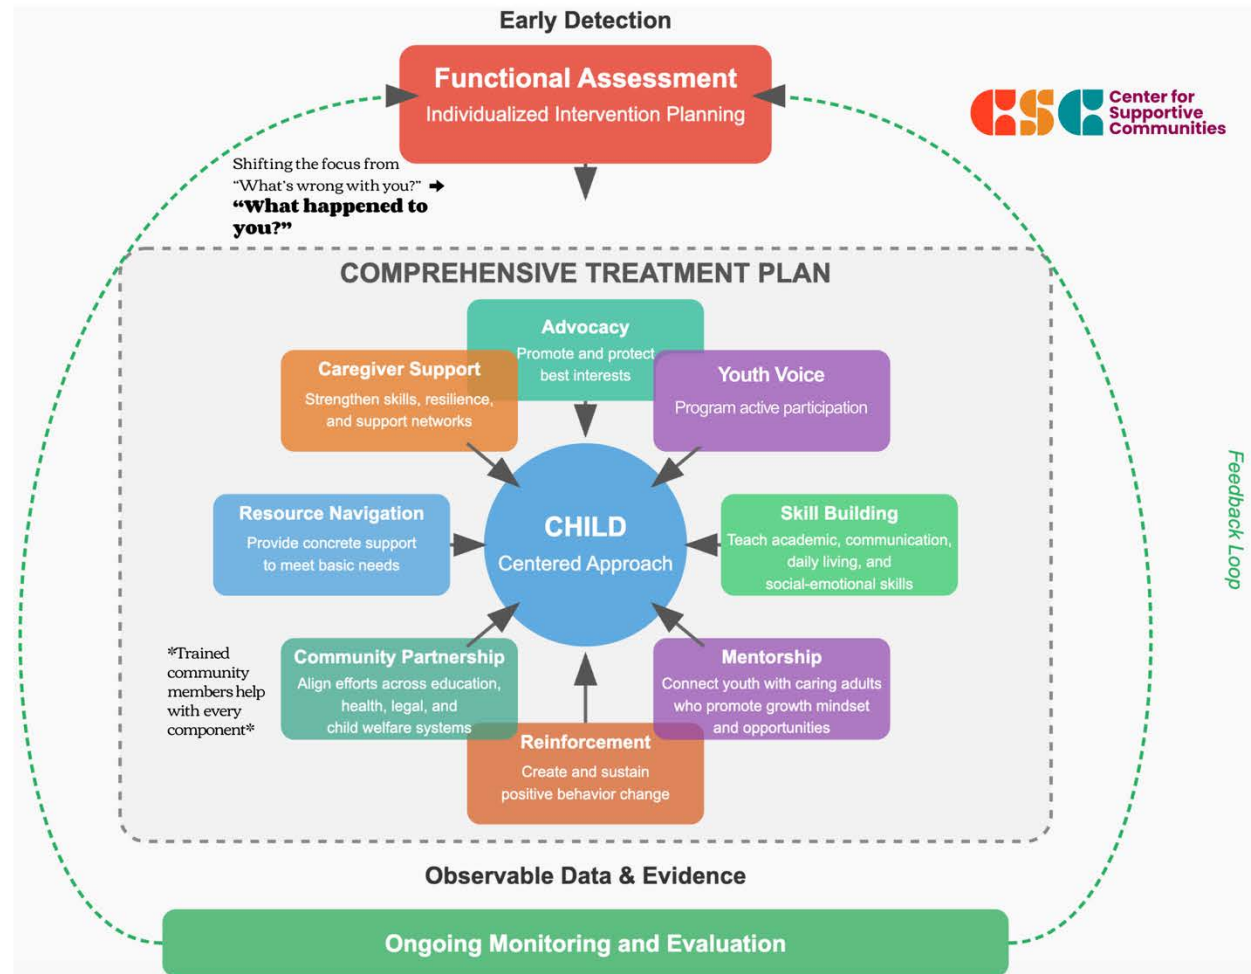 Early Detection
Functional Assessment
Individualized Intervention Planning
CSC
Center for
Supportive
Communities
Shifting the focus from
“What’s wrong with you?” ➔
“What happened to
you?”
COMPREHENSIVE TREATMENT PLAN
Advocacy
Promote and protect
best interests
Caregiver Support
Strengthen skills, resilience,
and support networks
Youth Voice
Program active participation
Resource Navigation
Provide concrete support
to meet basic needs
CHILD
Centered Approach
Skill Building
Teach academic, communication,
daily living, and
social-emotional skills
Feedback Loop
*Trained
community
members help
with every
component*
Community Partnership
Align efforts across education,
health, legal, and
child welfare systems
Mentorship
Connect youth with caring adults
who promote growth mindset
and opportunities
Reinforcement
Create and sustain
positive behavior change
Observable Data & Evidence
Ongoing Monitoring and Evaluation